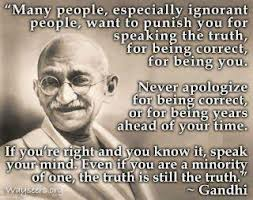 “Many people, especially ignorant
people, want to punish you for
speaking the truth,
for being correct,
for being you.
Never apologize
for being correct,
or for being years
ahead of your time.
If you’re right and you know it, speak
your mind. Even if you are a minority
of one, the truth is still the truth.”
~ Gandhi
Wayseers.org